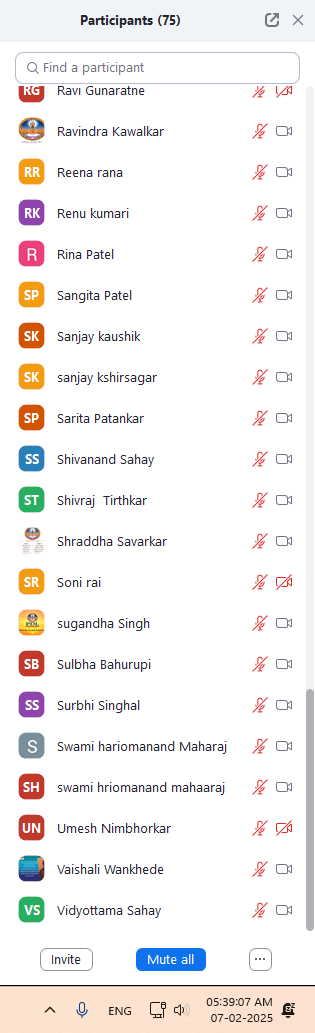 Participants (75)
Find a participant
RG Ravi Gunaratne
Ravindra Kawalkar
RR Reena rana
RK Renu kumari
R Rina Patel
SP Sangita Patel
SK Sanjay kaushik
SK sanjay kshirsagar
SP Sarita Patankar
SS Shivanand Sahay
ST Shivraj Tirthkar
Shraddha Savarkar
SR Soni rai
sugandha Singh
SB Sulbha Bahurupi
SS Surbhi Singhal
S Swami hariomanand Maharaj
SH swami hriomanand mahaaraj
UN Umesh Nimbhorkar
Vaishali Wankhede
VS Vidyottama Sahay
Invite Mute all ...
ENG 05:39:07 AM
07-02-2025